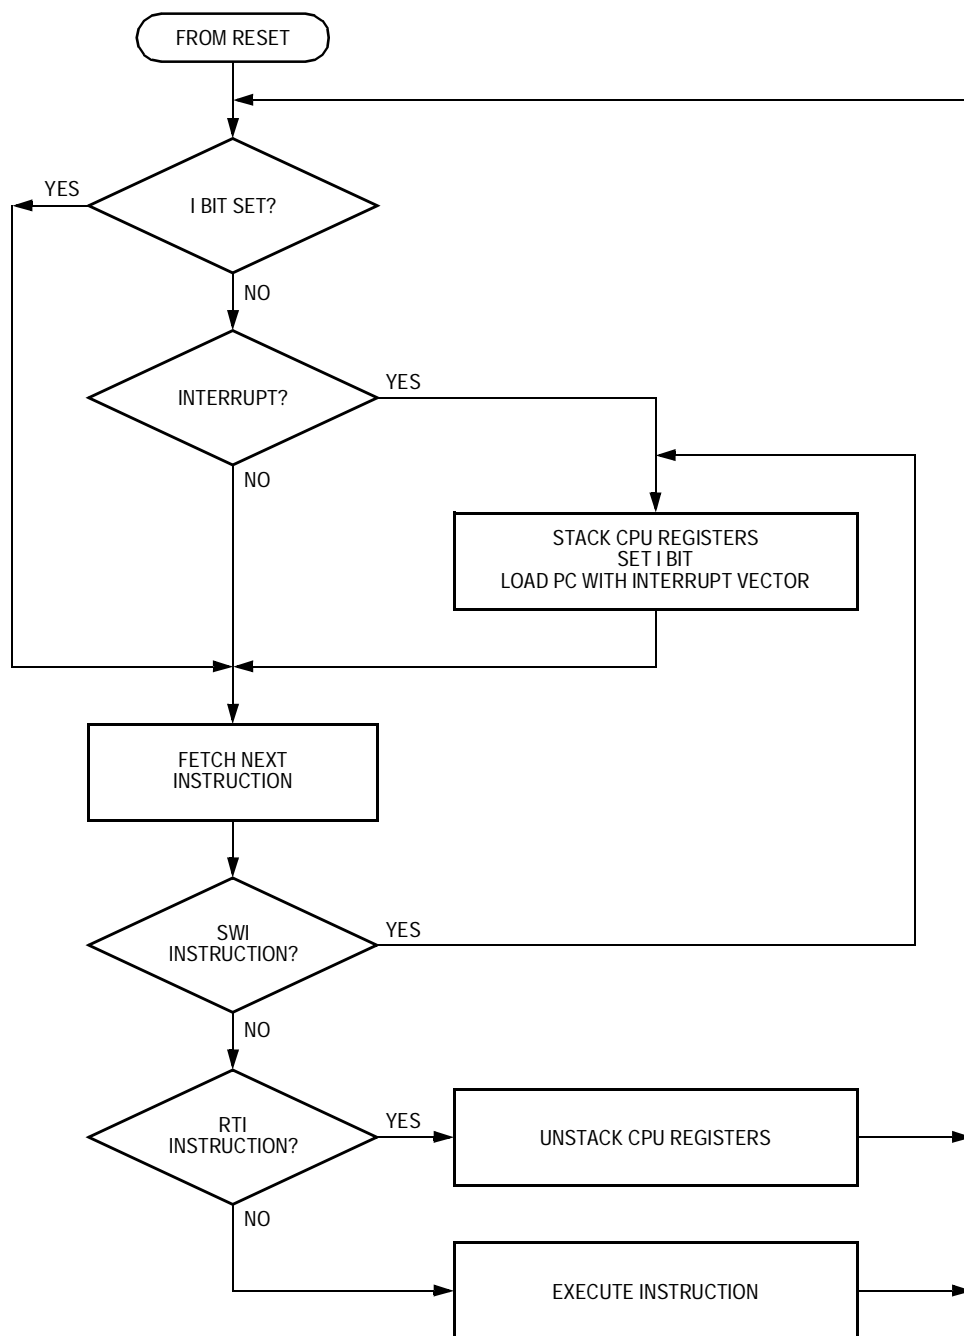 FROM RESET
YES
I BIT SET?
NO
INTERRUPT?
YES
NO
STACK CPU REGISTERS
SET I BIT
LOAD PC WITH INTERRUPT VECTOR
FETCH NEXT
INSTRUCTION
SWI
INSTRUCTION?
YES
NO
RTI
INSTRUCTION?
YES
UNSTACK CPU REGISTERS
NO
EXECUTE INSTRUCTION